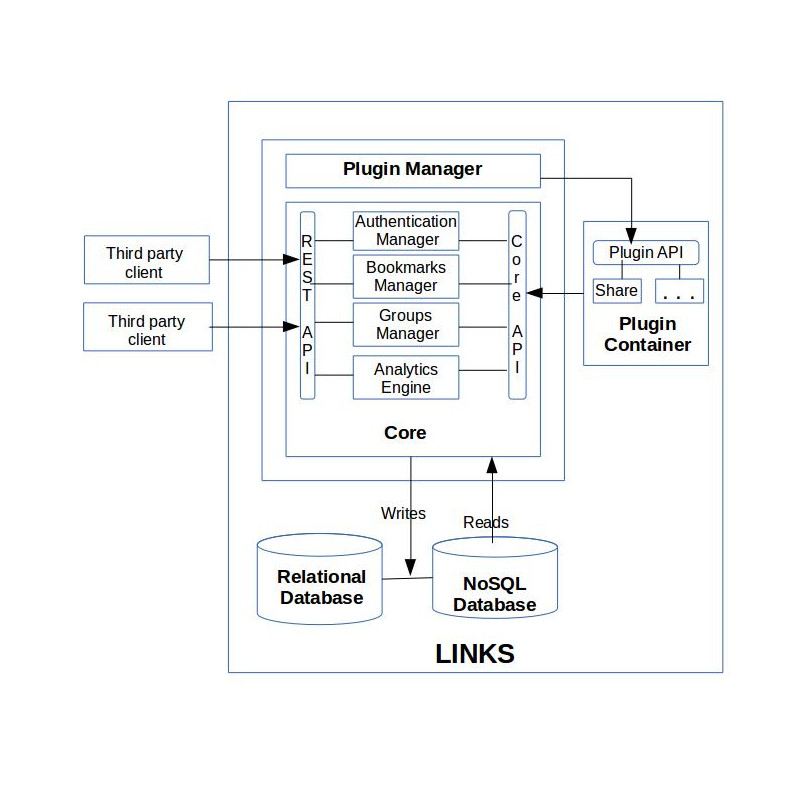 Plugin Manager
Third party
client
Third party
client
REST API
Authentication
Manager
Bookmarks
Manager
Groups
Manager
Analytics
Engine
Core API
Core
Plugin API
Share
. . .
Plugin
Container
Writes
Reads
Relational
Database
NoSQL
Database
LINKS